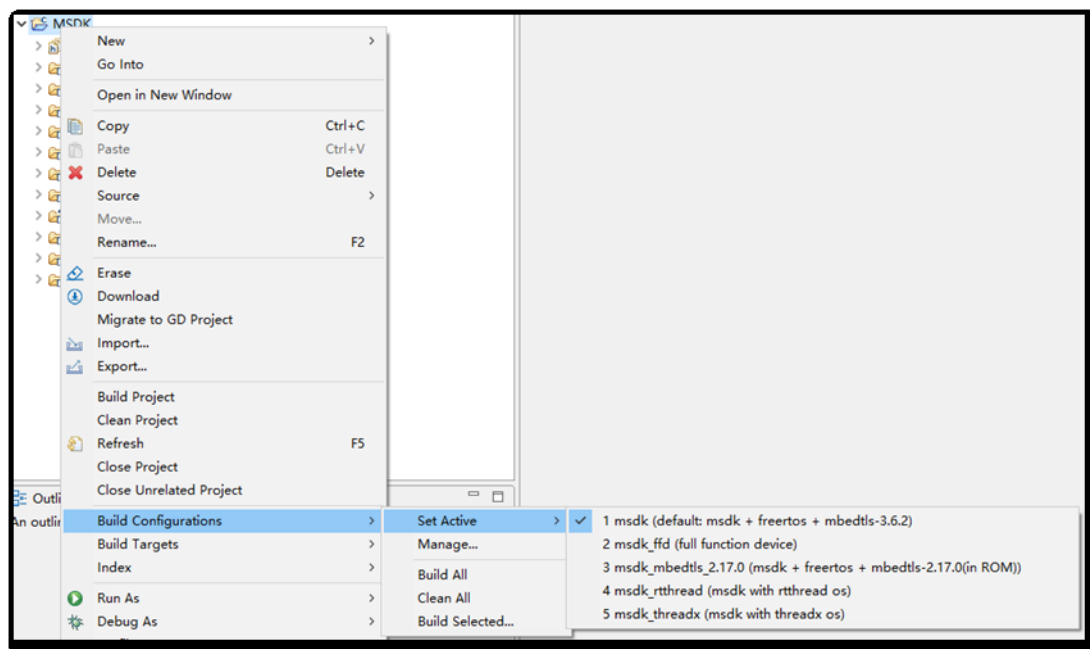 MSDK
New
Go Into
Open in New Window
Copy Ctrl+C
Paste Ctrl+V
Delete Delete
Source
Move...
Rename... F2
Erase
Download
Migrate to GD Project
Import...
Export...
Build Project
Clean Project
Refresh F5
Close Project
Close Unrelated Project
Outli
An outlin
Build Configurations
Set Active
1 msdk (default: msdk + freertos + mbedtls-3.6.2)
Build Targets
Manage...
2 msdk_ffd (full function device)
Index
Build All
3 msdk_mbedtls_2.17.0 (msdk + freertos + mbedtls-2.17.0(in ROM))
Run As
Clean All
4 msdk_rtthread (msdk with rtthread os)
Debug As
Build Selected...
5 msdk_threadx (msdk with threadx os)